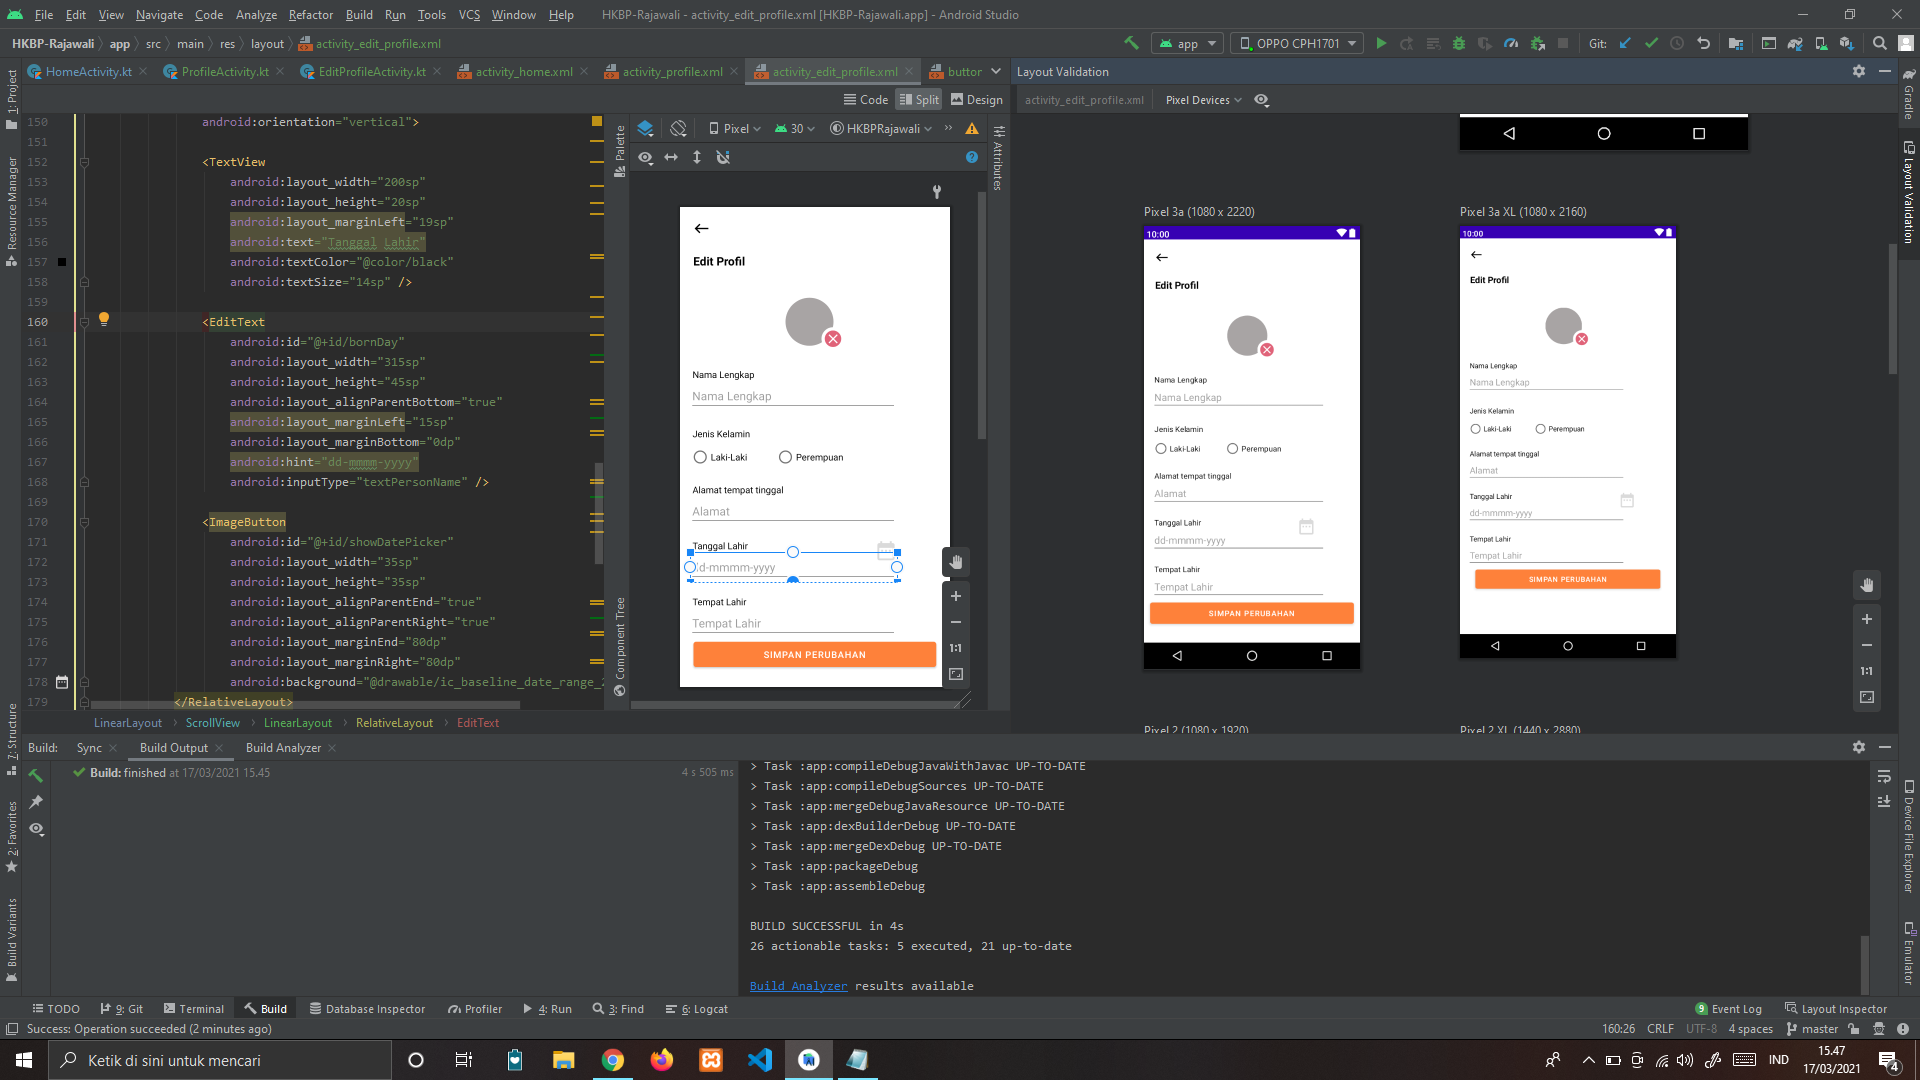 File Edit View Navigate Code Analyze Refactor Build Run Tools VCS Window Help HKBP-Rajawali - activity_edit_profile.xml [HKBP-Rajawali.app] - Android Studio
HKBP-Rajawali app src main res layout activity_edit_profile.xml app OPPO CPH1701 Git:
HomeActivity.kt ProfileActivity.kt EditProfileActivity.kt activity_home.xml activity_profile.xml activity_edit_profile.xml buttor Layout Validation
Code Split Design activity_edit_profile.xml Pixel Devices
1: Project
Resource Manager
7: Structure
2: Favorites
Build Variants
150 android:orientation="vertical">
151
152 <TextView
153 android:layout_width="200sp"
154 android:layout_height="20sp"
155 android:layout_marginLeft="19sp"
156 android:text="Tanggal Lahir"
157 android:textColor="@color/black"
158 android:textSize="14sp" />
159
160 <EditText
161 android:id="@+id/bornDay"
162 android:layout_width="315sp"
163 android:layout_height="45sp"
164 android:layout_alignParentBottom="true"
165 android:layout_marginLeft="15sp"
166 android:layout_marginBottom="0dp"
167 android:hint="dd-mmmm-yyyy"
168 android:inputType="textPersonName" />
169
170 <ImageButton
171 android:id="@+id/showDatePicker"
172 android:layout_width="35sp"
173 android:layout_height="35sp"
174 android:layout_alignParentEnd="true"
175 android:layout_alignParentRight="true"
176 android:layout_marginEnd="80dp"
177 android:layout_marginRight="80dp"
178 android:background="@drawable/ic_baseline_date_range_
179 </RelativeLayout>
LinearLayout ScrollView LinearLayout RelativeLayout EditText
Palette
Component Tree
Pixel 30 HKBPRajawali
Attributes
Edit Profil
Nama Lengkap
Nama Lengkap
Jenis Kelamin
Laki-Laki Perempuan
Alamat tempat tinggal
Alamat
Tanggal Lahir
d-mmmm-yyyy
Tempat Lahir
Tempat Lahir
SIMPAN PERUBAHAN
1:1
Pixel 3a (1080 x 2220)
10:00
Edit Profil
Nama Lengkap
Nama Lengkap
Jenis Kelamin
Laki-Laki Perempuan
Alamat tempat tinggal
Alamat
Tanggal Lahir
dd-mmmm-yyyy
Tempat Lahir
Tempat Lahir
SIMPAN PERUBAHAN
Pixel 3a XL (1080 x 2160)
10:00
Edit Profil
Nama Lengkap
Nama Lengkap
Jenis Kelamin
Laki-Laki Perempuan
Alamat tempat tinggal
Alamat
Tanggal Lahir
dd-mmmm-yyyy
Tempat Lahir
Tempat Lahir
SIMPAN PERUBAHAN
1:1
Pixel 2 (1080 x 1920) Pixel 2 XL (1440 x 2880)
Gradle
Layout Validation
Device File Explorer
Emulator
Build: Sync Build Output Build Analyzer
Build: finished at 17/03/2021 15.45 4 s 505 ms
> Task :app:compileDebugJavaWithJavac UP-TO-DATE
> Task :app:compileDebugSources UP-TO-DATE
> Task :app:mergeDebugJavaResource UP-TO-DATE
> Task :app:dexBuilderDebug UP-TO-DATE
> Task :app:mergeDexDebug UP-TO-DATE
> Task :app:packageDebug
> Task :app:assembleDebug
BUILD SUCCESSFUL in 4s
26 actionable tasks: 5 executed, 21 up-to-date
Build Analyzer results available
TODO 9: Git Terminal Build Database Inspector Profiler 4: Run 3: Find 6: Logcat 9 Event Log Layout Inspector
Success: Operation succeeded (2 minutes ago) 160:26 CRLF UTF-8 4 spaces master
Ketik di sini untuk mencari IND 15.47
17/03/2021 4